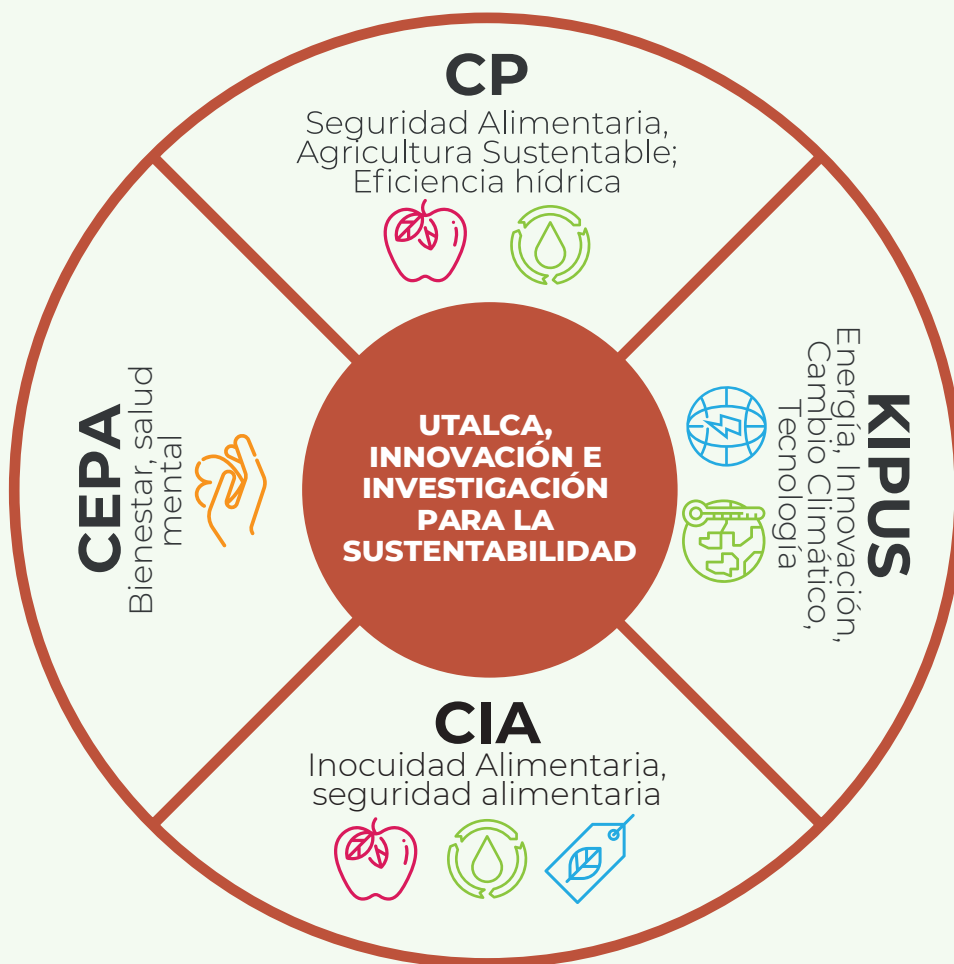 CP
Seguridad Alimentaria,
Agricultura Sustentable;
Eficiencia hídrica
CEPA
Bienestar, salud
mental
UTALCA,
INNOVACIÓN E
INVESTIGACIÓN
PARA LA
SUSTENTABILIDAD
KIPUS
Energía, Innovación,
Cambio Climático,
Tecnología
CIA
Inocuidad Alimentaria,
seguridad alimentaria